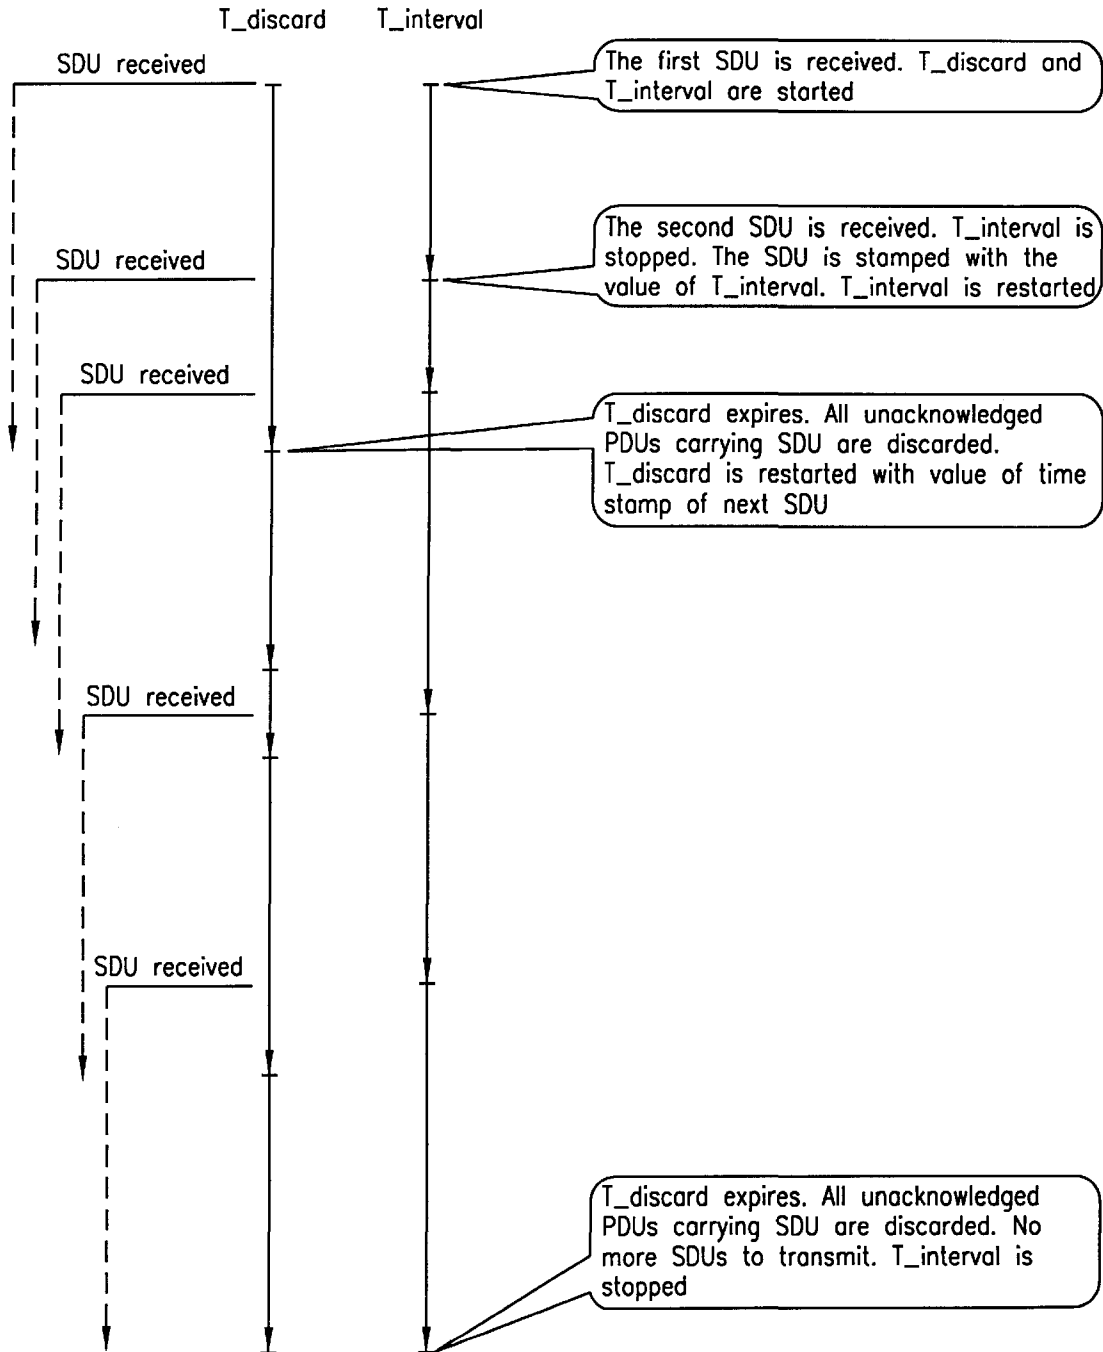 T_discard T_interval
SDU received
The first SDU is received. T_discard and
T_interval are started
SDU received
The second SDU is received. T_interval is
stopped. The SDU is stamped with the
value of T_interval. T_interval is restarted
SDU received
T_discard expires. All unacknowledged
PDUs carrying SDU are discarded.
T_discard is restarted with value of time
stamp of next SDU
SDU received
SDU received
T_discard expires. All unacknowledged
PDUs carrying SDU are discarded. No
more SDUs to transmit. T_interval is
stopped